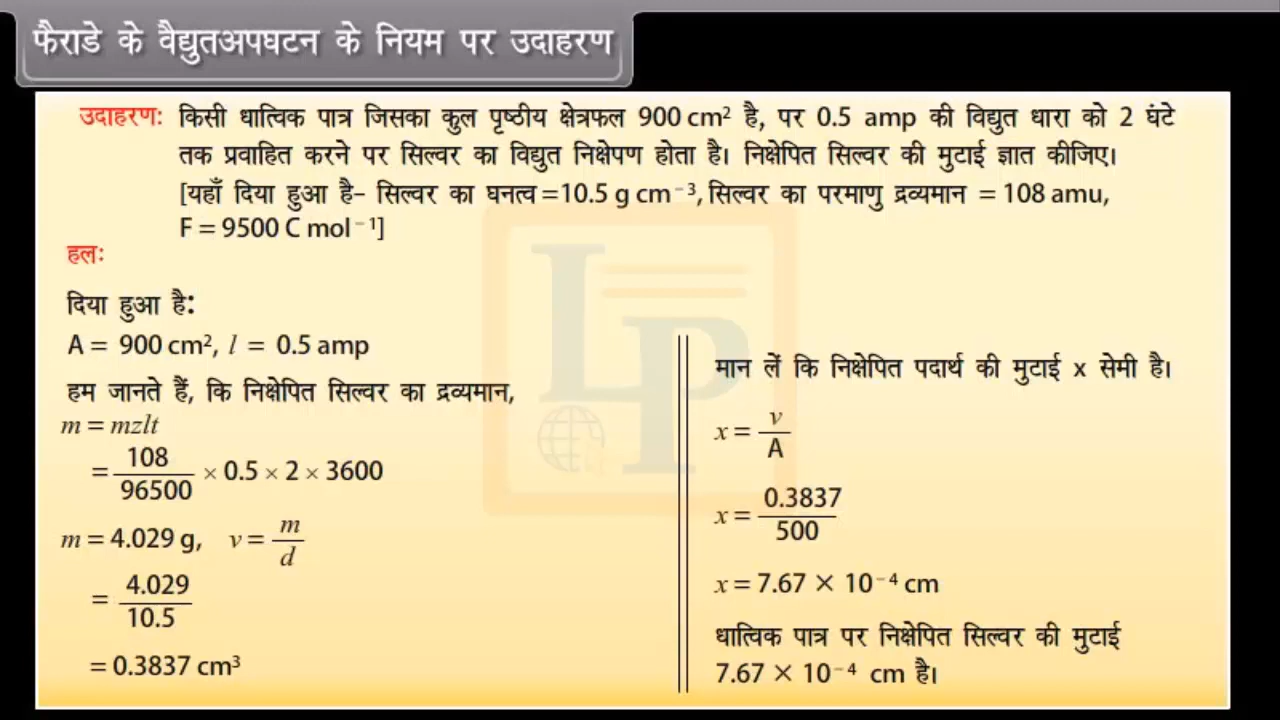 फैराडे के वैद्युतअपघटन के नियम पर उदाहरण
उदाहरण: किसी धात्विक पात्र जिसका कुल पृष्ठीय क्षेत्रफल 900 cm² है, पर 0.5 amp की विद्युत धारा को 2 घंटे
तक प्रवाहित करने पर सिल्वर का विद्युत निक्षेपण होता है। निक्षेपित सिल्वर की मुटाई ज्ञात कीजिए।
[यहाँ दिया हुआ है- सिल्वर का घनत्व =10.5 g cm⁻³, सिल्वर का परमाणु द्रव्यमान = 108 amu,
F = 9500 C mol⁻¹]
हल:
दिया हुआ है:
A = 900 cm², l = 0.5 amp
हम जानते हैं, कि निक्षेपित सिल्वर का द्रव्यमान,
m = mzlt
= 108/96500 × 0.5 × 2 × 3600
m = 4.029 g, v = m/d
= 4.029/10.5
= 0.3837 cm³
मान लें कि निक्षेपित पदार्थ की मुटाई x सेमी है।
x = v/A
x = 0.3837/500
x = 7.67 × 10⁻⁴ cm
धात्विक पात्र पर निक्षेपित सिल्वर की मुटाई
7.67 × 10⁻⁴ cm है।
LP